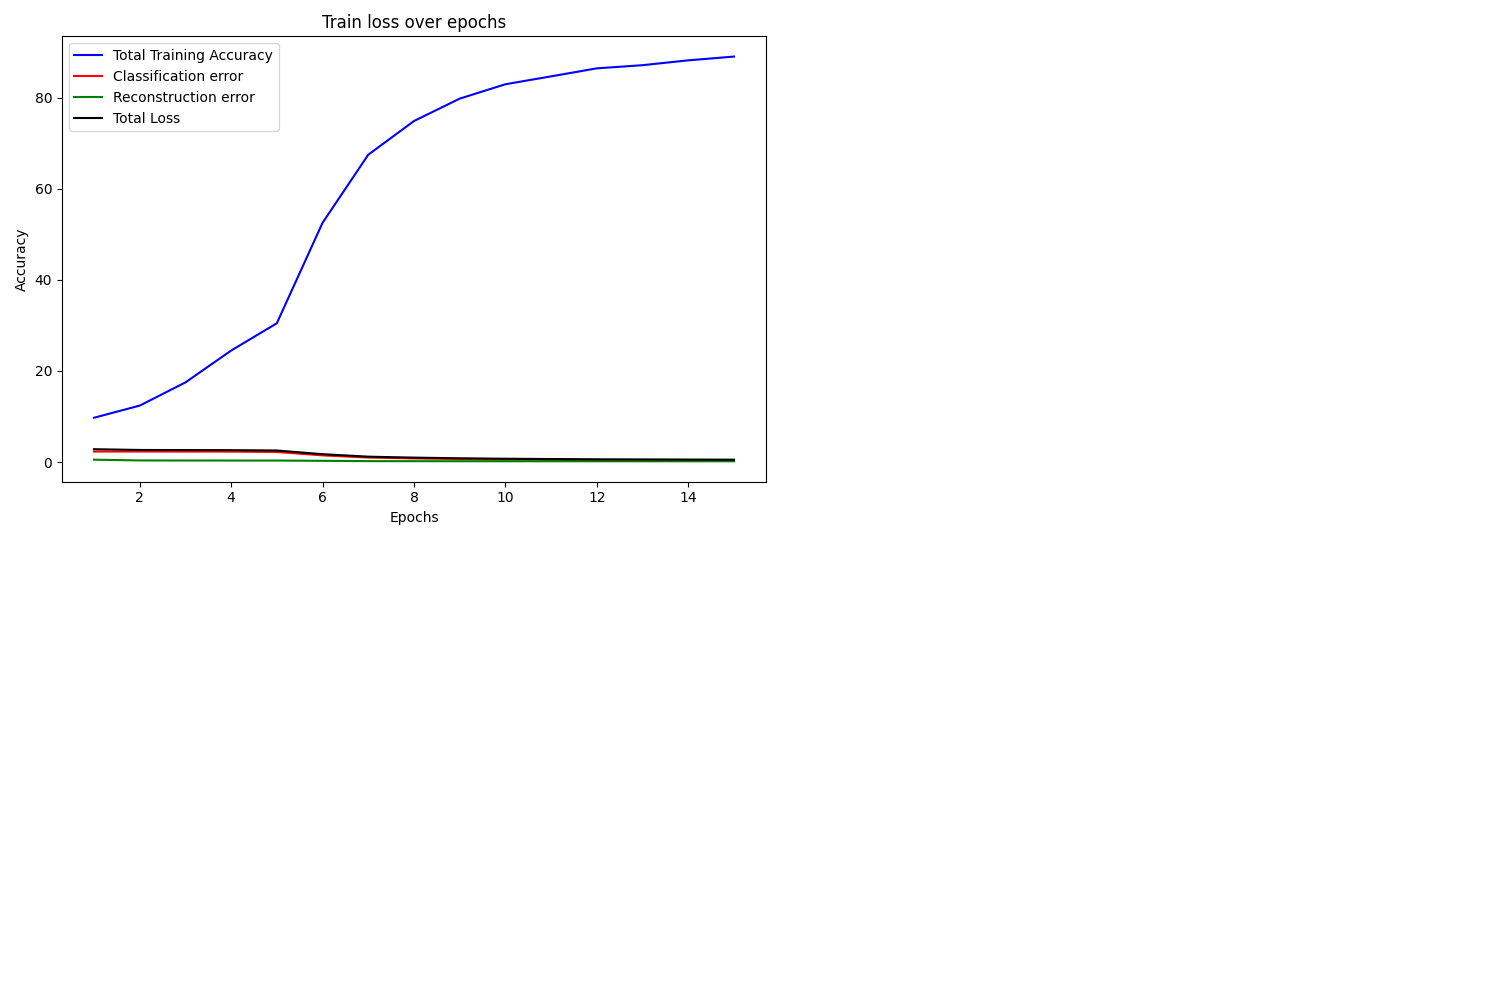 Train loss over epochs
Total Training Accuracy
Classification error
Reconstruction error
Total Loss
Accuracy
80
60
40
20
0
2 4 6 8 10 12 14
Epochs